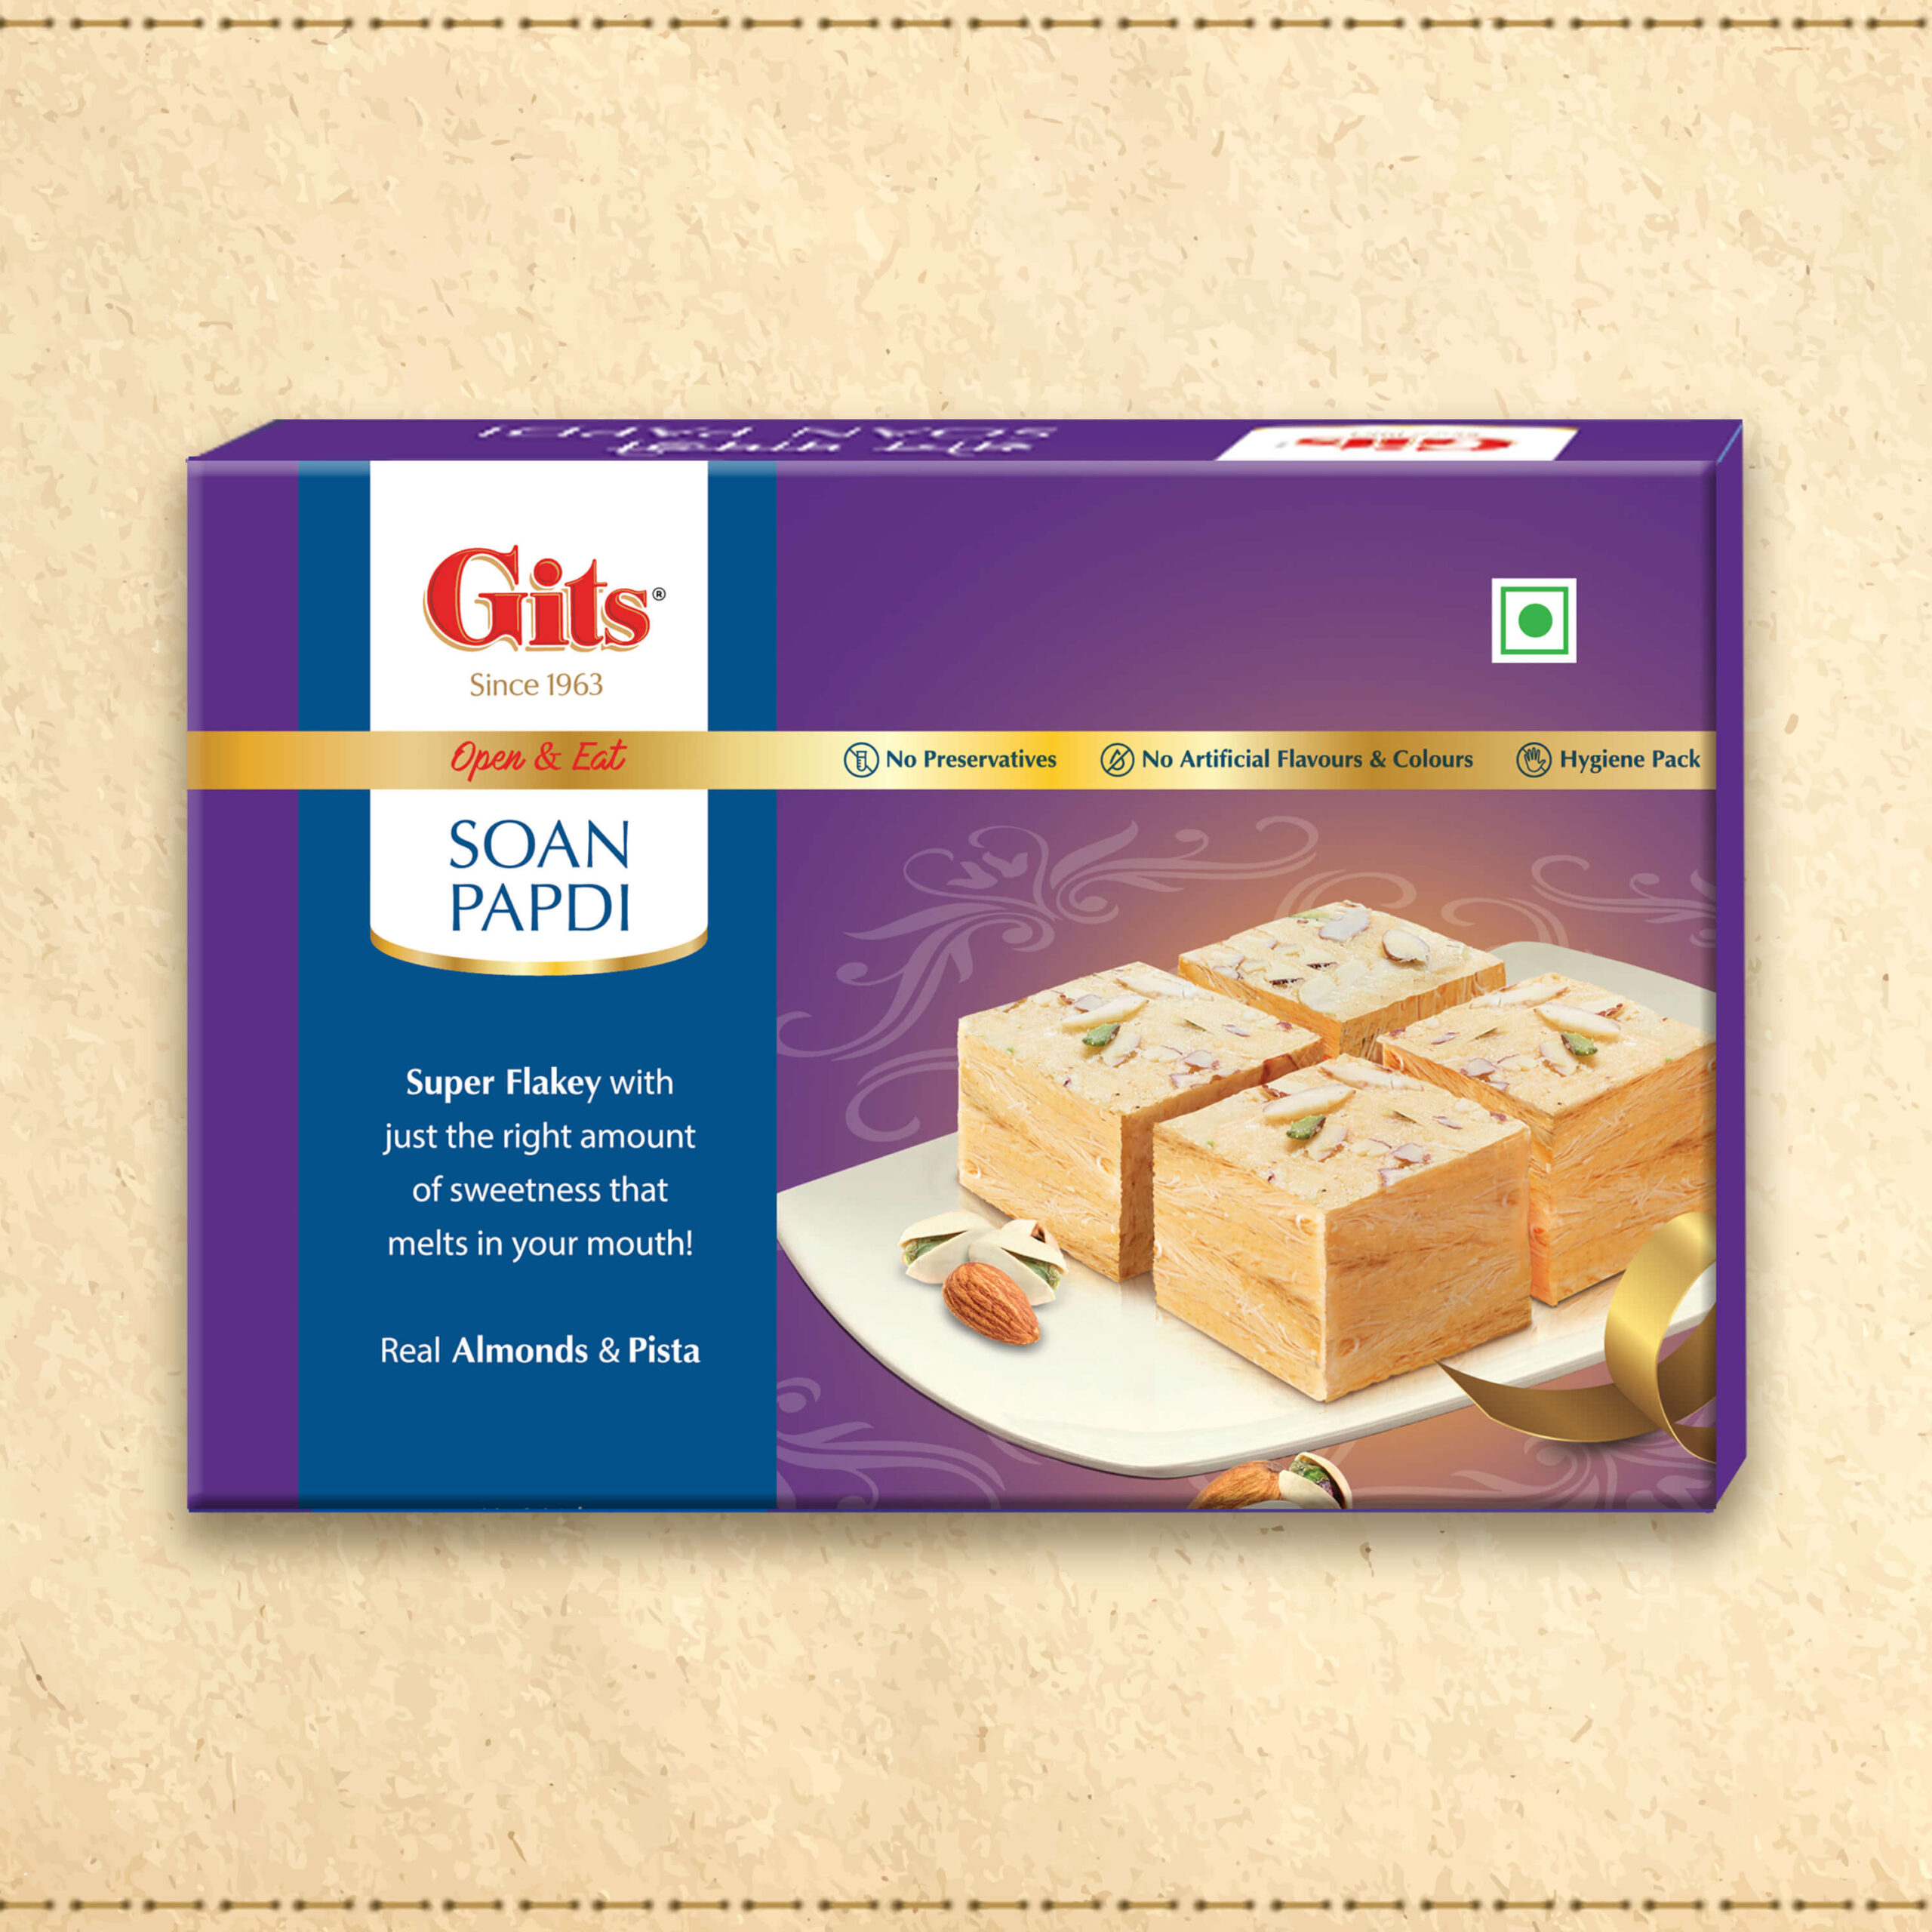 Gits®
Since 1963
Open & Eat
No Preservatives
No Artificial Flavours & Colours
Hygiene Pack
SOAN
PAPDI
Super Flakey with
just the right amount
of sweetness that
melts in your mouth!
Real Almonds & Pista